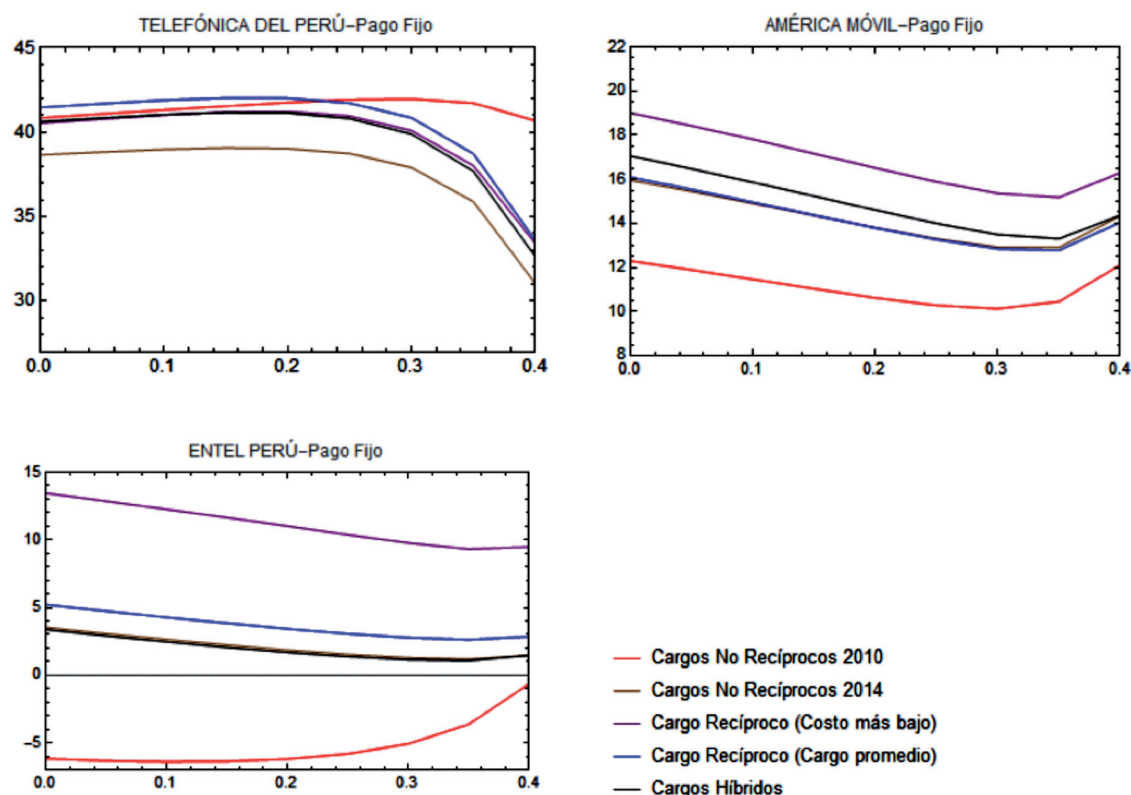 TELEFÓNICA DEL PERÚ–Pago Fijo
45
40
35
30
0.0 0.1 0.2 0.3 0.4
AMÉRICA MÓVIL–Pago Fijo
22
20
18
16
14
12
10
8
0.0 0.1 0.2 0.3 0.4
ENTEL PERÚ–Pago Fijo
15
10
5
0
–5
0.0 0.1 0.2 0.3 0.4
Cargos No Recíprocos 2010
Cargos No Recíprocos 2014
Cargo Recíproco (Costo más bajo)
Cargo Recíproco (Cargo promedio)
Cargos Híbridos